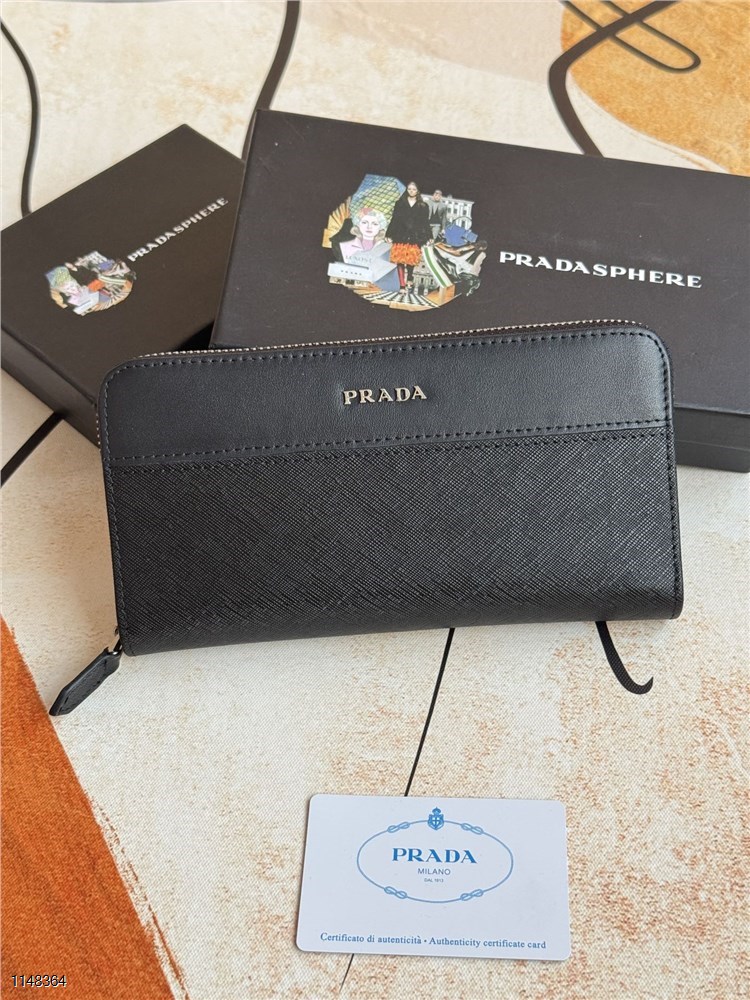 PRADASPHERE
PRADASPHERE
PRADA
PRADA
MILANO
DAL 1913
Certificato di autenticità • Authenticity certificate card
1148364